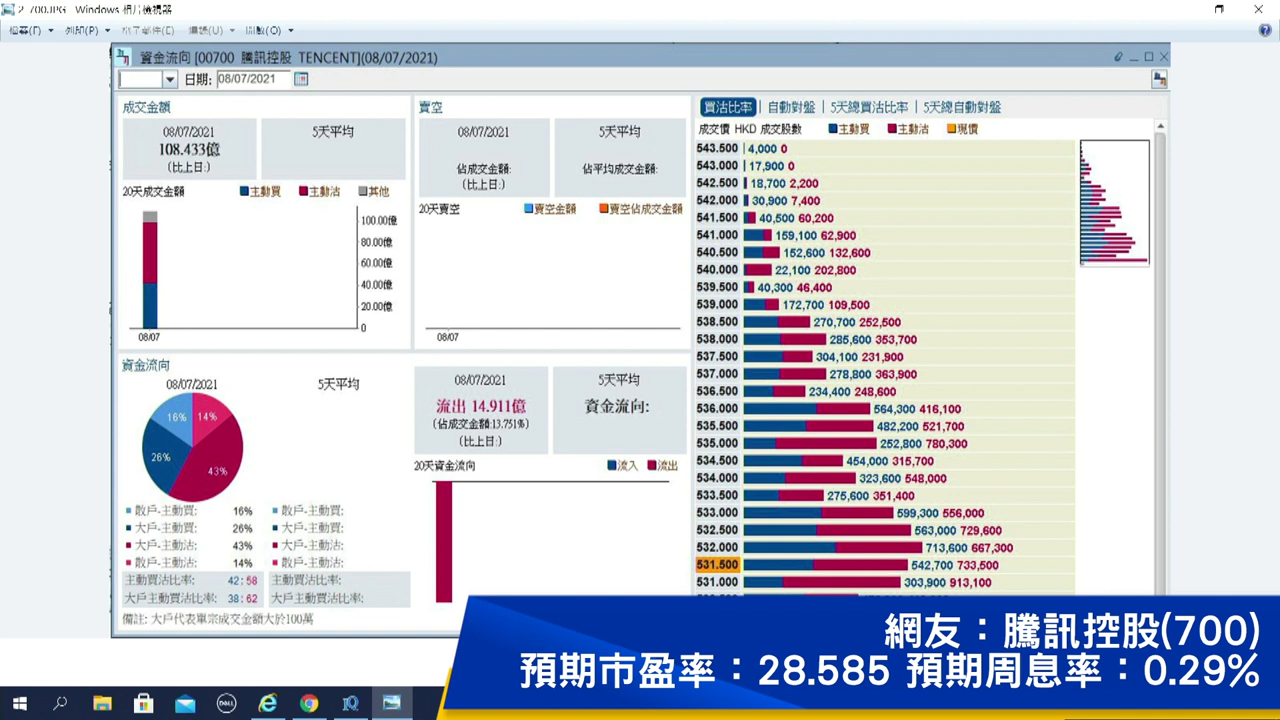 2_700.JPG - Windows 相片檢視器
檔案(F) 列印(P) 電子郵件(E) 燒錄(U) 開啟(O)
資金流向 [00700 騰訊控股 TENCENT](08/07/2021)
日期: 08/07/2021
成交金額
08/07/2021
108.433億
(比上日:)
5天平均
20天成交金額 主動買 主動沽 其他
100.00億
80.00億
60.00億
40.00億
20.00億
0
08/07
賣空
08/07/2021
佔成交金額:
(比上日:)
5天平均
佔平均成交金額:
20天賣空 賣空金額 賣空佔成交金額
08/07
資金流向
08/07/2021 5天平均
16% 14%
26% 43%
散戶-主動買: 16% 散戶-主動買:
大戶-主動買: 26% 大戶-主動買:
大戶-主動沽: 43% 大戶-主動沽:
散戶-主動沽: 14% 散戶-主動沽:
主動買沽比率: 42:58 主動買沽比率:
大戶主動買沽比率: 38:62 大戶主動買沽比率:
備註: 大戶代表單宗成交金額大於100萬
08/07/2021
流出 14.911億
(佔成交金額:13.751%)
(比上日:)
5天平均
資金流向:
20天資金流向 流入 流出
買沽比率 自動對盤 5天總買沽比率 5天總自動對盤
成交價 HKD 成交股數 主動買 主動沽 現價
543.500 4,000 0
543.000 17,900 0
542.500 18,700 2,200
542.000 30,900 7,400
541.500 40,500 60,200
541.000 159,100 62,900
540.500 152,600 132,600
540.000 22,100 202,800
539.500 40,300 46,400
539.000 172,700 109,500
538.500 270,700 252,500
538.000 285,600 353,700
537.500 304,100 231,900
537.000 278,800 363,900
536.500 234,400 248,600
536.000 564,300 416,100
535.500 482,200 521,700
535.000 252,800 780,300
534.500 454,000 315,700
534.000 323,600 548,000
533.500 275,600 351,400
533.000 599,300 556,000
532.500 563,000 729,600
532.000 713,600 667,300
531.500 542,700 733,500
531.000 303,900 913,100
網友：騰訊控股(700)
預期市盈率：28.585 預期周息率：0.29%
DELL